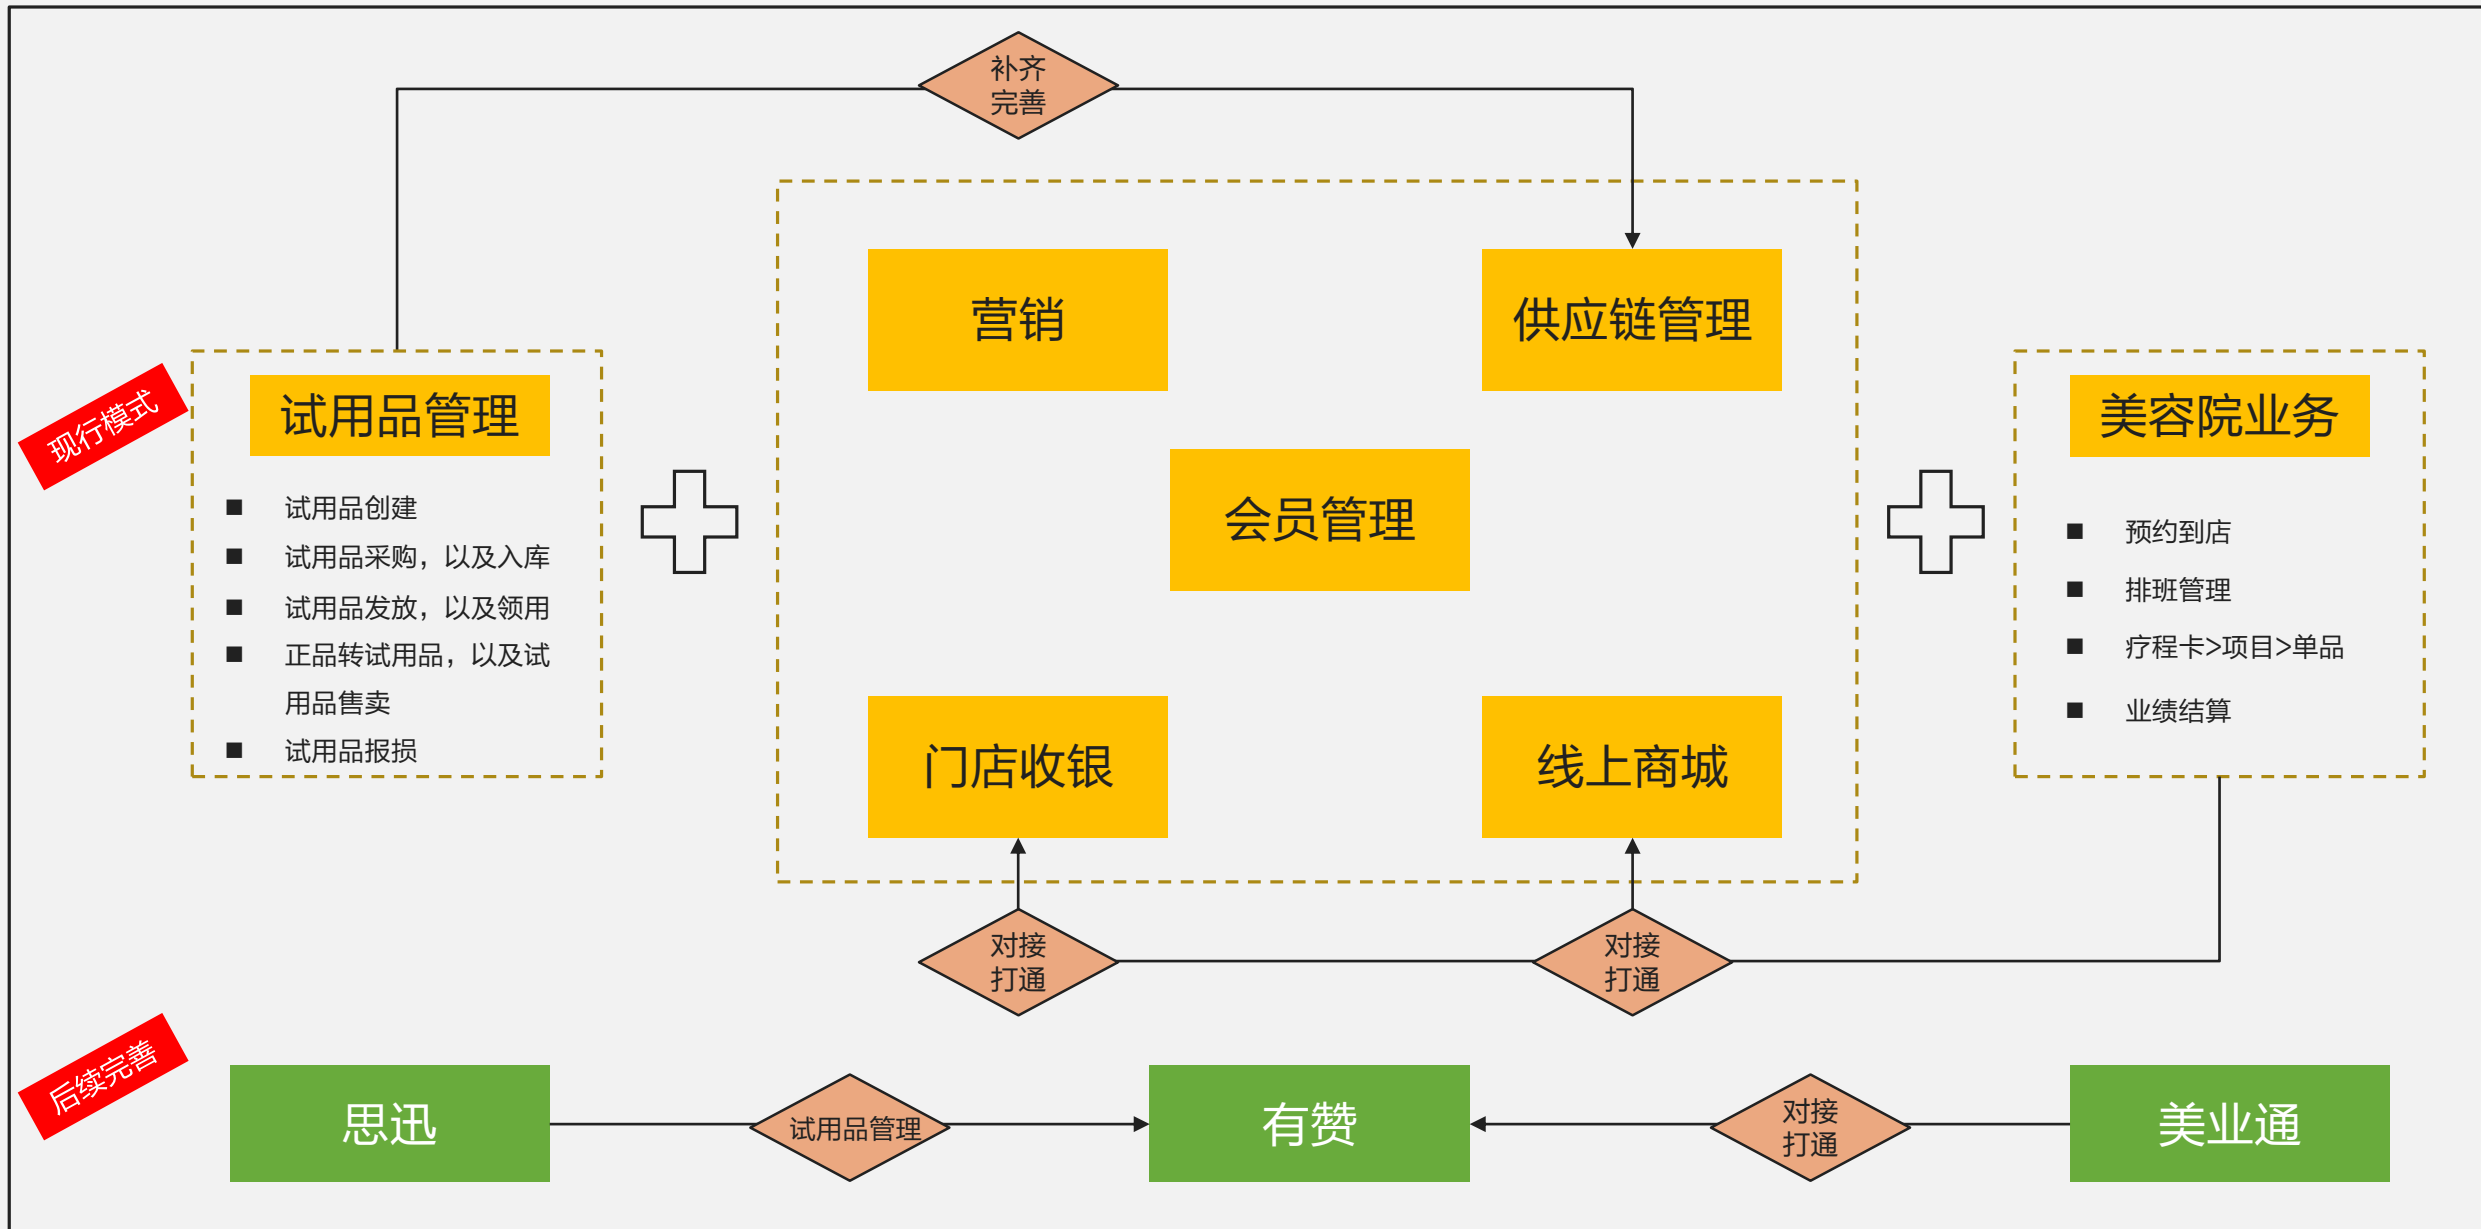 补齐
完善
营销
供应链管理
现行模式
试用品管理
试用品创建
试用品采购，以及入库
试用品发放，以及领用
正品转试用品，以及试
用品售卖
试用品报损
会员管理
美容院业务
预约到店
排班管理
疗程卡>项目>单品
业绩结算
门店收银
线上商城
对接
打通
对接
打通
后续完善
思迅
试用品管理
有赞
对接
打通
美业通